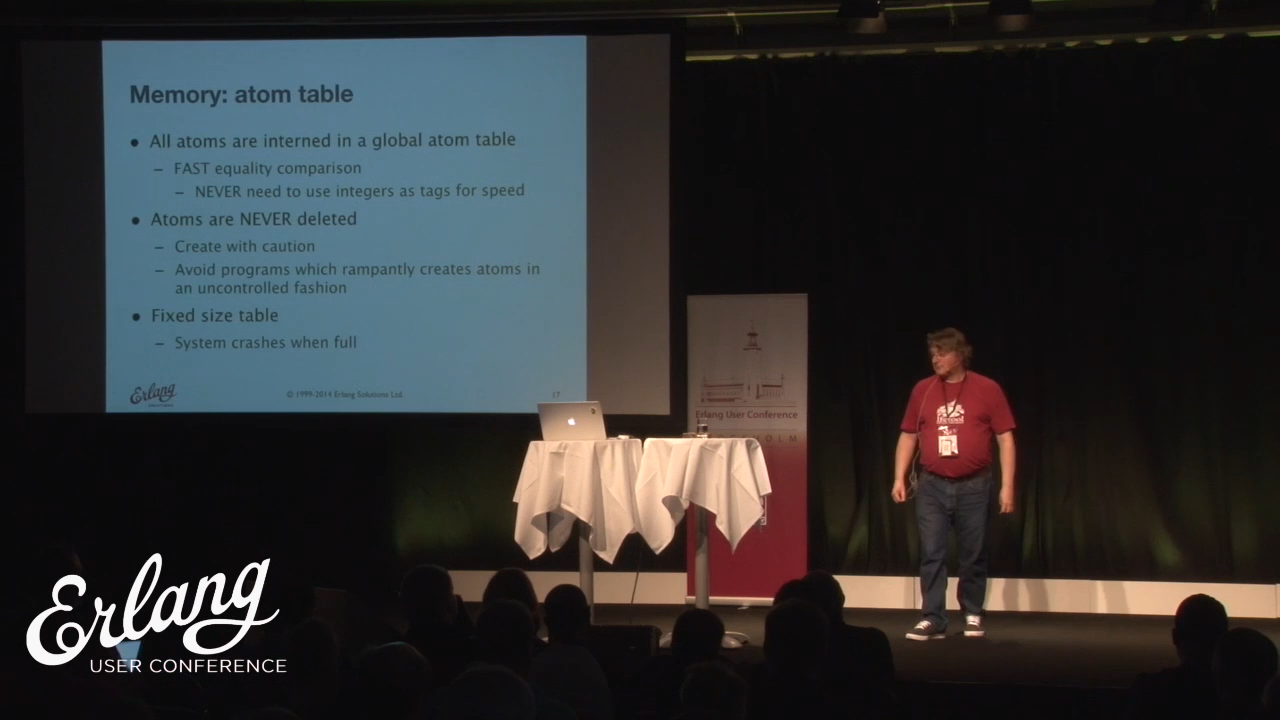 Memory: atom table
• All atoms are interned in a global atom table
– FAST equality comparison
– NEVER need to use integers as tags for speed
• Atoms are NEVER deleted
– Create with caution
– Avoid programs which rampantly creates atoms in
an uncontrolled fashion
• Fixed size table
– System crashes when full
Erlang
© 1999-2014 Erlang Solutions Ltd.
17
Erlang User Conference
Erlang
USER CONFERENCE